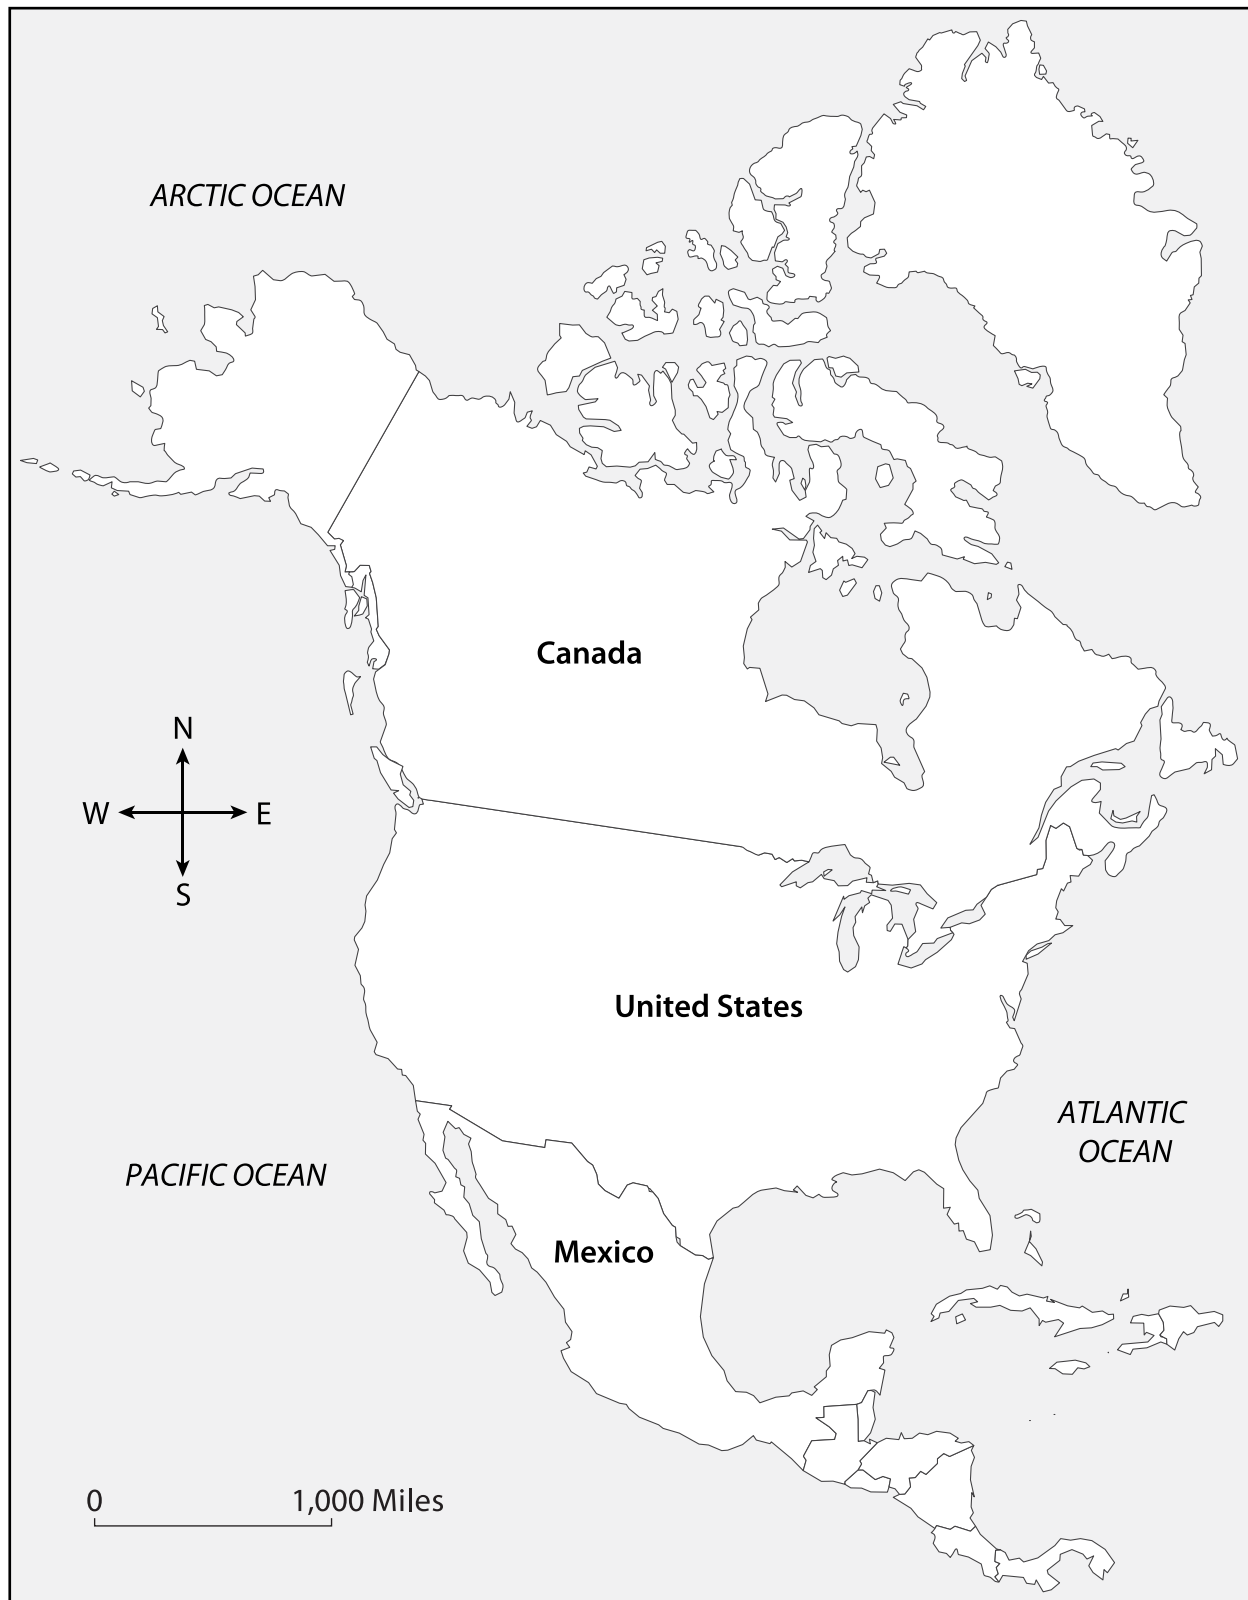 ARCTIC OCEAN
Canada
N
W E
S
United States
ATLANTIC
OCEAN
PACIFIC OCEAN
Mexico
0 1,000 Miles